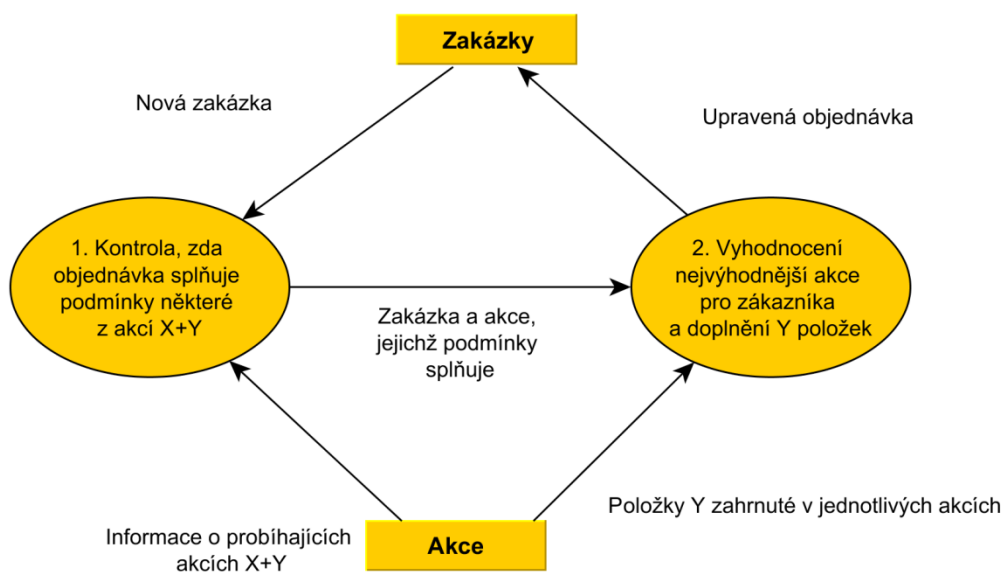 Zakázky
Nová zakázka
Upravená objednávka
1. Kontrola, zda
objednávka splňuje
podmínky některé
z akcí X+Y
2. Vyhodnocení
nejvýhodnější akce
pro zákazníka
a doplnění Y položek
Zakázka a akce,
jejichž podmínky
splňuje
Položky Y zahrnuté v jednotlivých akcích
Informace o probíhajících
akcích X+Y
Akce